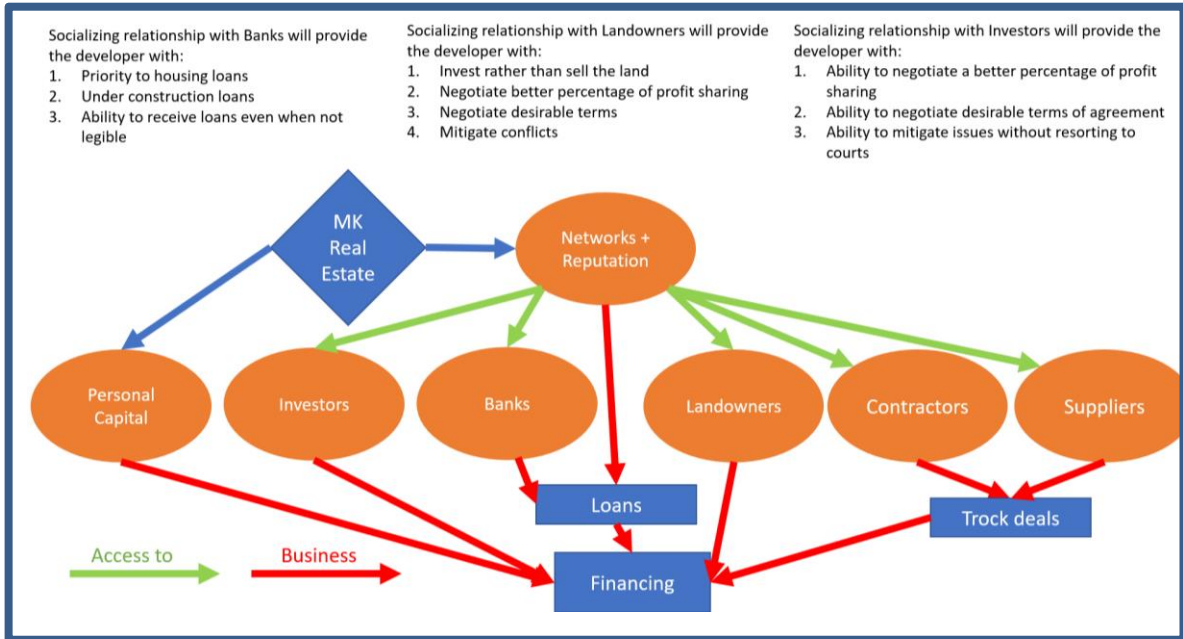 Socializing relationship with Banks will provide
the developer with:
1. Priority to housing loans
2. Under construction loans
3. Ability to receive loans even when not
legible
Socializing relationship with Landowners will provide
the developer with:
1. Invest rather than sell the land
2. Negotiate better percentage of profit sharing
3. Negotiate desirable terms
4. Mitigate conflicts
Socializing relationship with Investors will provide the
developer with:
1. Ability to negotiate a better percentage of profit
sharing
2. Ability to negotiate desirable terms of agreement
3. Ability to mitigate issues without resorting to
courts
MK
Real
Estate
Networks +
Reputation
Personal
Capital
Investors
Banks
Landowners
Contractors
Suppliers
Loans
Trock deals
Access to
Business
Financing